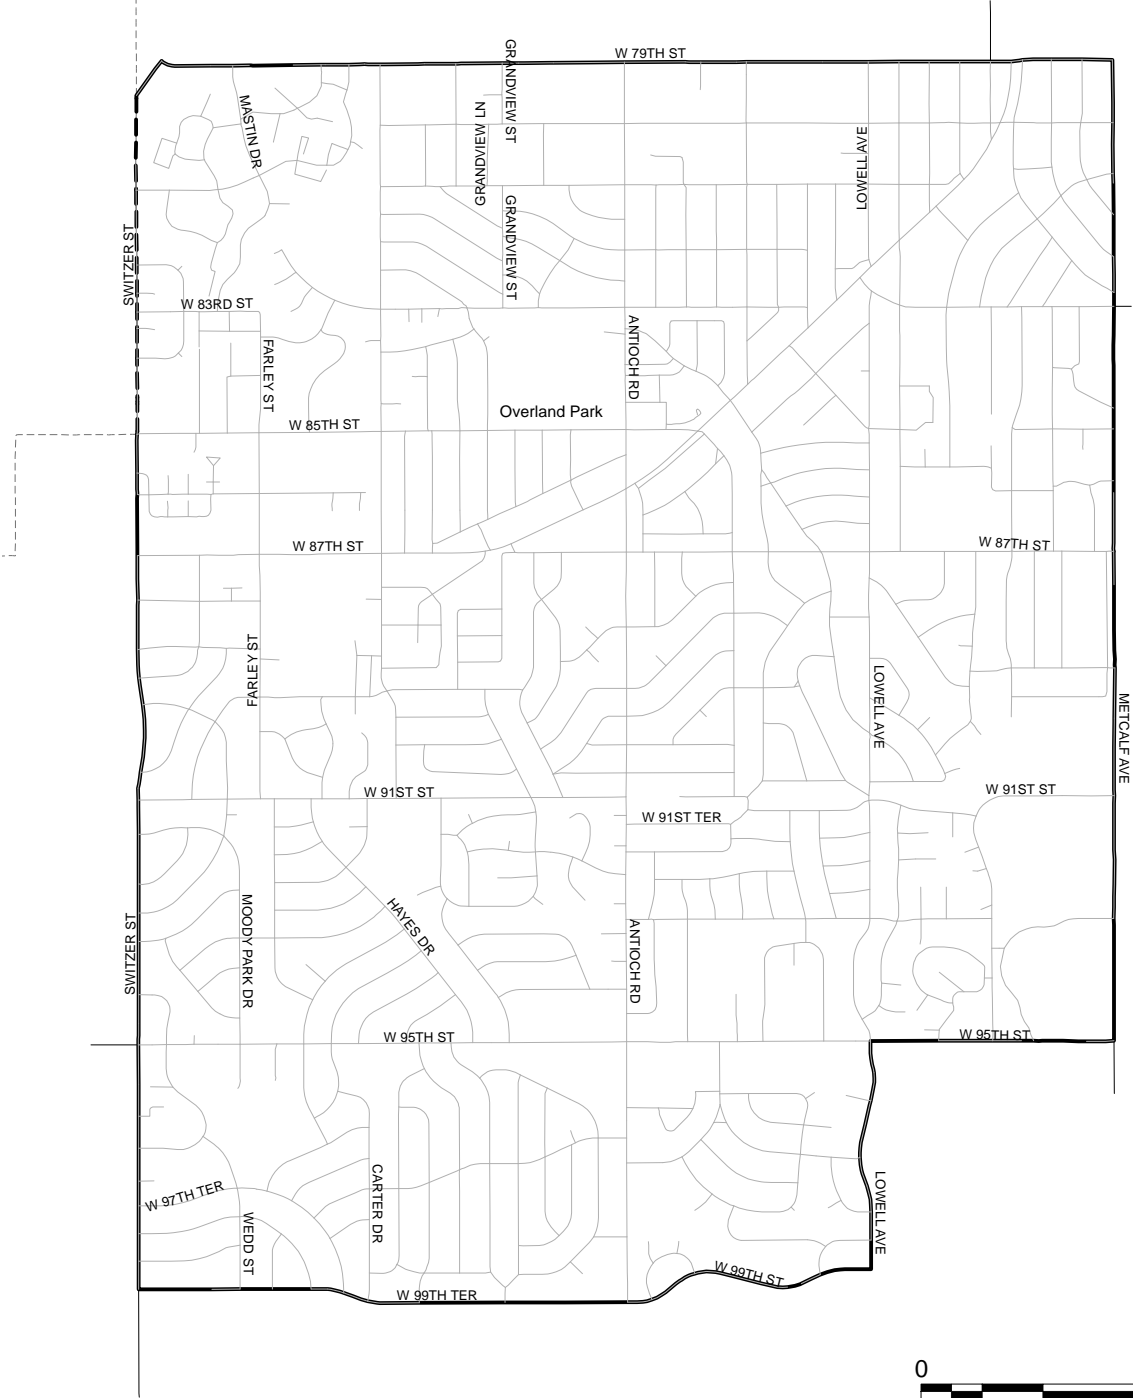 W 79TH ST
GRANDVIEW ST
MASTIN DR
GRANDVIEW LN
LOWELL AVE
GRANDVIEW ST
SWITZER ST
W 83RD ST
ANTIOCH RD
FARLEY ST
Overland Park
W 85TH ST
W 87TH ST
W 87TH ST
FARLEY ST
LOWELL AVE
METCALF AVE
W 91ST ST
W 91ST ST
W 91ST TER
MOODY PARK DR
HAYES DR
SWITZER ST
ANTIOCH RD
W 95TH ST
W 95TH ST
CARTER DR
LOWELL AVE
W 97TH TER
WEDD ST
W 99TH ST
W 99TH TER
0